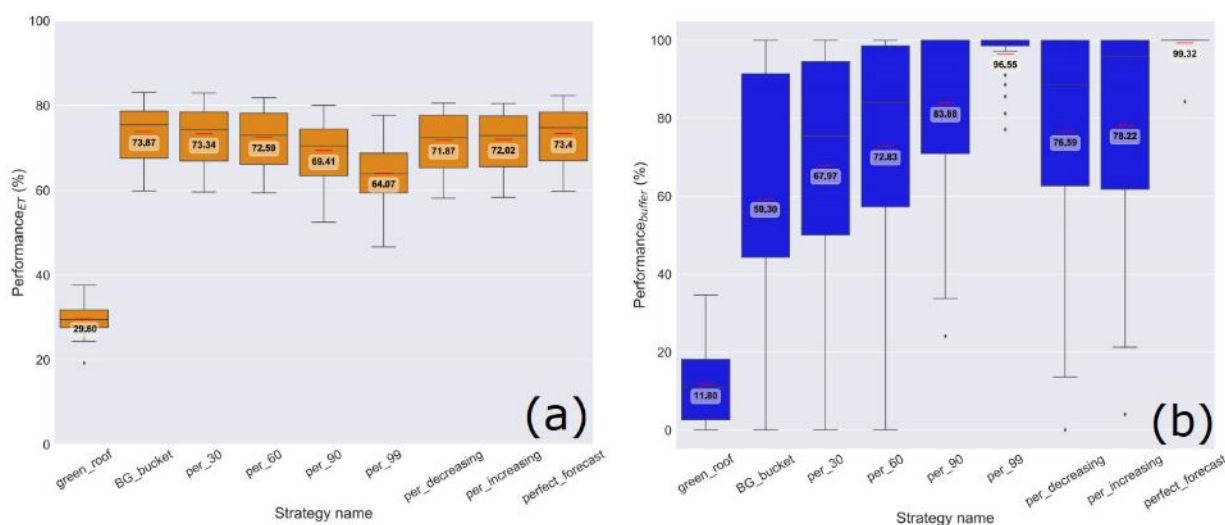 100
80
60
40
20
0
Performance_ET (%)
29.60
73.87
73.34
72.59
69.41
64.07
71.87
72.02
73.4
(a)
green_roof
BG_bucket
per_30
per_60
per_90
per_99
per_decreasing
per_increasing
perfect_forecast
Strategy name
100
80
60
40
20
0
Performance_buffer (%)
11.80
59.30
67.97
72.83
83.88
96.55
76.59
78.22
99.32
(b)
green_roof
BG_bucket
per_30
per_60
per_90
per_99
per_decreasing
per_increasing
perfect_forecast
Strategy name